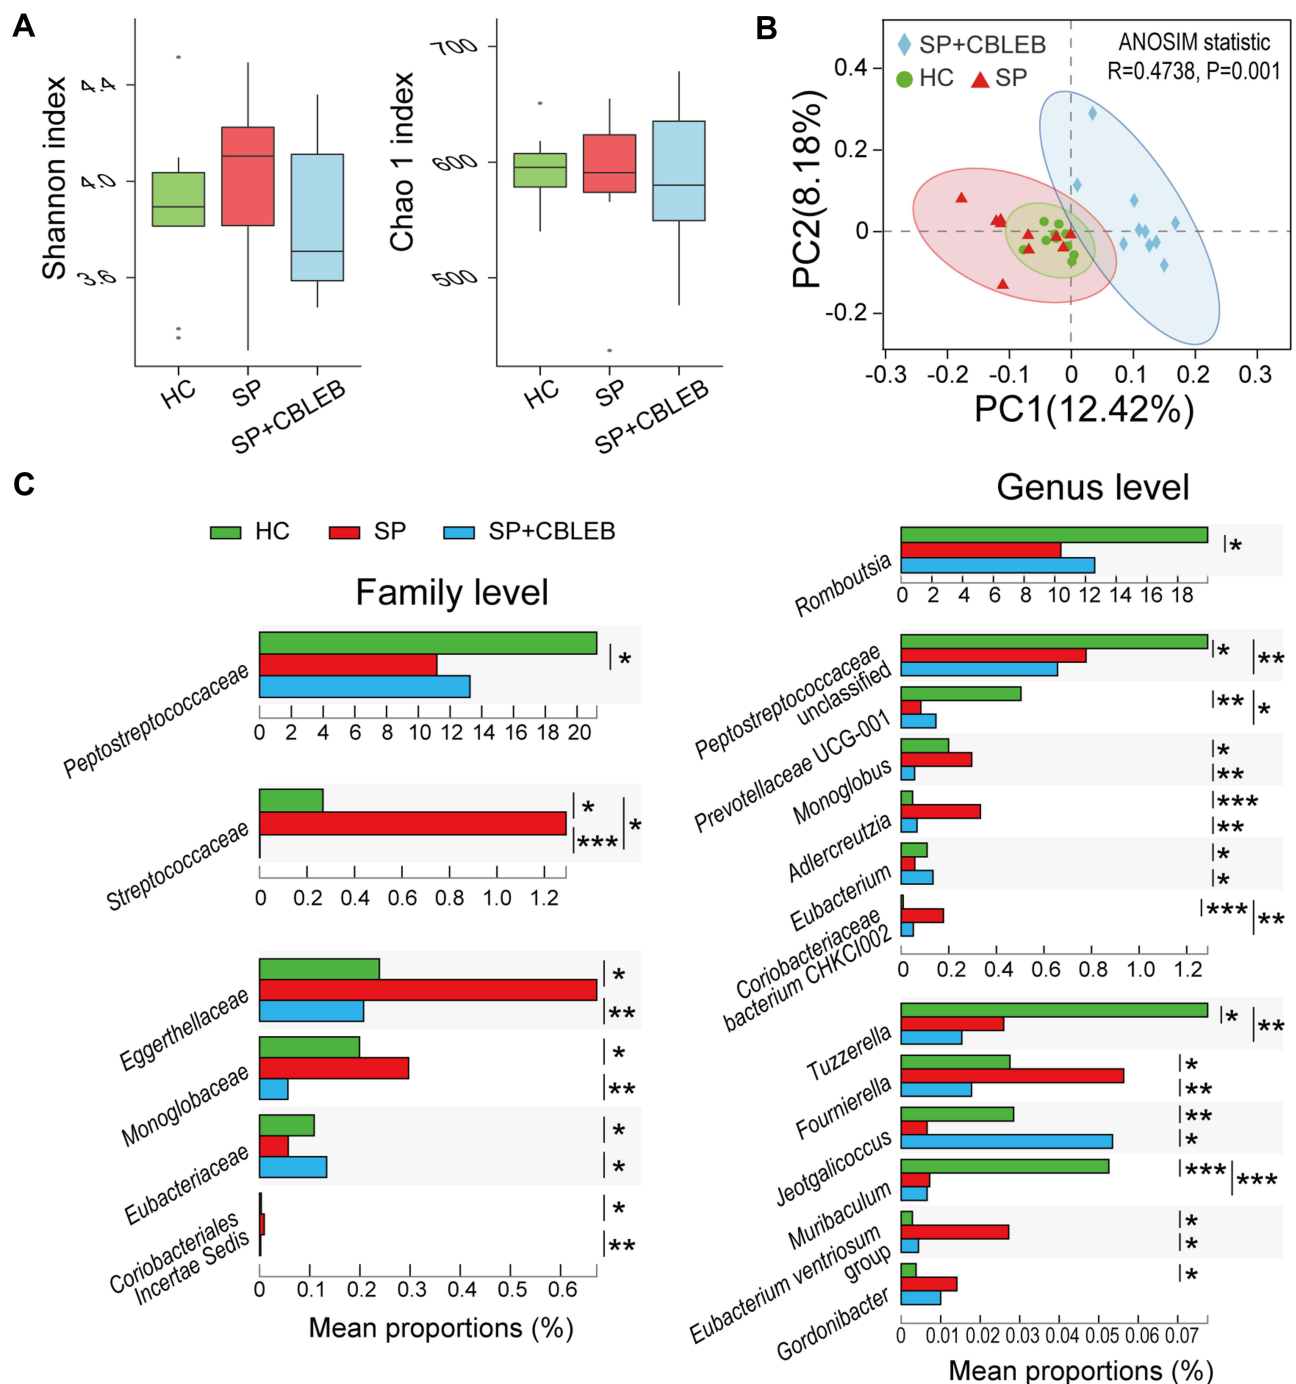 A
Shannon index
4.4
4.0
3.6
HC
SP
SP+CBLEB
Chao 1 index
700
600
500
HC
SP
SP+CBLEB
B
SP+CBLEB
HC SP
ANOSIM statistic
R=0.4738, P=0.001
PC2(8.18%)
0.4
0.2
0
-0.2
-0.3 -0.2 -0.1 0 0.1 0.2 0.3
PC1(12.42%)
C
HC SP SP+CBLEB
Family level
Peptostreptococcaceae
*
0 2 4 6 8 10 12 14 16 18 20
Streptococcaceae
*
***
*
0 0.2 0.4 0.6 0.8 1.0 1.2
Eggerthellaceae
*
**
Monoglobaceae
*
**
Eubacteriaceae
*
*
Coriobacteriales
Incertae Sedis
*
**
0 0.1 0.2 0.3 0.4 0.5 0.6
Mean proportions (%)
Genus level
Romboutsia
*
0 2 4 6 8 10 12 14 16 18
Peptostreptococcaceae
unclassified
* **
Prevotellaceae UCG-001
** *
Monoglobus
*
**
Adlercreutzia
***
**
Eubacterium
*
*
Coriobacteriaceae
bacterium CHKCI002
*** **
0 0.2 0.4 0.6 0.8 1.0 1.2
Tuzzerella
* **
Fournierella
*
**
Jeotgalicoccus
**
*
Muribaculum
*** ***
Eubacterium ventriosum
group
*
*
Gordonibacter
*
0 0.01 0.02 0.03 0.04 0.05 0.06 0.07
Mean proportions (%)